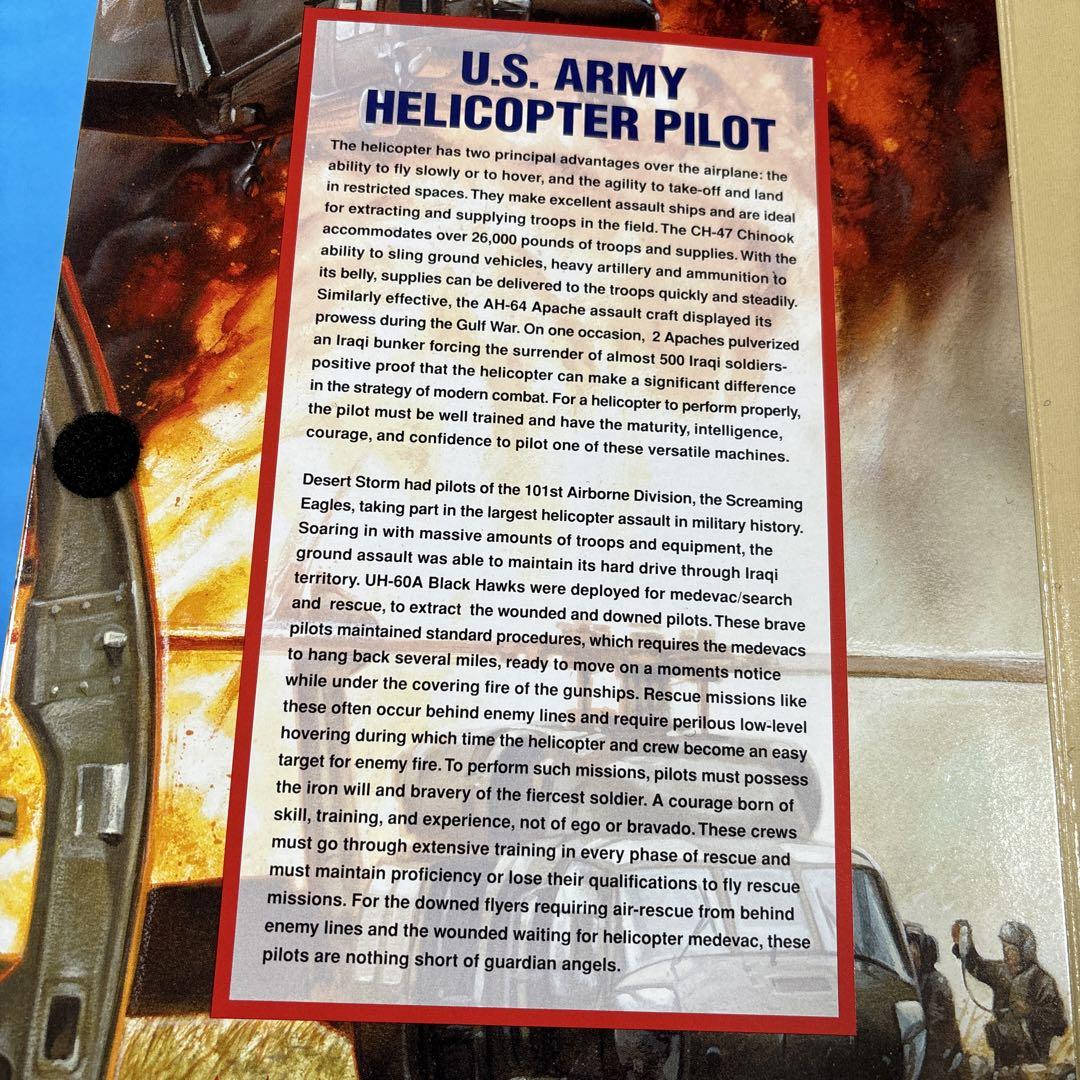 U.S. ARMY
HELICOPTER PILOT
The helicopter has two principal advantages over the airplane: the
ability to fly slowly or to hover, and the agility to take-off and land
in restricted spaces. They make excellent assault ships and are ideal
for extracting and supplying troops in the field. The CH-47 Chinook
accommodates over 26,000 pounds of troops and supplies. With the
ability to sling ground vehicles, heavy artillery and ammunition to
its belly, supplies can be delivered to the troops quickly and steadily.
Similarly effective, the AH-64 Apache assault craft displayed its
prowess during the Gulf War. On one occasion, 2 Apaches pulverized
an Iraqi bunker forcing the surrender of almost 500 Iraqi soldiers-
positive proof that the helicopter can make a significant difference
in the strategy of modern combat. For a helicopter to perform properly,
the pilot must be well trained and have the maturity, intelligence,
courage, and confidence to pilot one of these versatile machines.
Desert Storm had pilots of the 101st Airborne Division, the Screaming
Eagles, taking part in the largest helicopter assault in military history.
Soaring in with massive amounts of troops and equipment, the
ground assault was able to maintain its hard drive through Iraqi
territory. UH-60A Black Hawks were deployed for medevac/search
and rescue, to extract the wounded and downed pilots. These brave
pilots maintained standard procedures, which requires the medevacs
to hang back several miles, ready to move on a moments notice
while under the covering fire of the gunships. Rescue missions like
these often occur behind enemy lines and require perilous low-level
hovering during which time the helicopter and crew become an easy
target for enemy fire. To perform such missions, pilots must possess
the iron will and bravery of the fiercest soldier. A courage born of
skill, training, and experience, not of ego or bravado. These crews
must go through extensive training in every phase of rescue and
must maintain proficiency or lose their qualifications to fly rescue
missions. For the downed flyers requiring air-rescue from behind
enemy lines and the wounded waiting for helicopter medevac, these
pilots are nothing short of guardian angels.